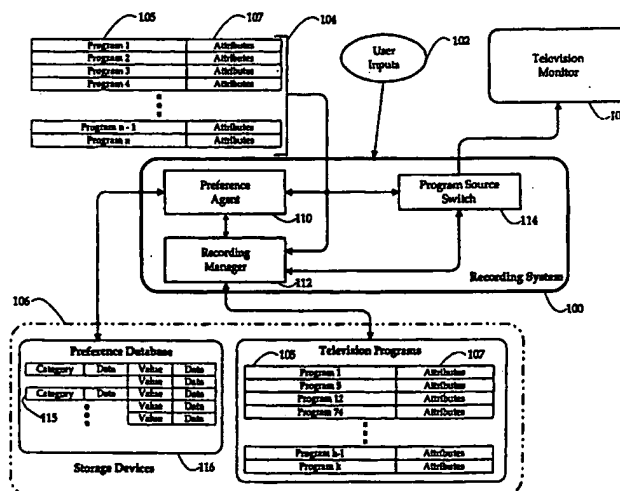 105 107 104
Program 1 Attributes
Program 2 Attributes
Program 3 Attributes
Program 4 Attributes
Program n - 1 Attributes
Program n Attributes
User Inputs
102
Television Monitor
10
Preference Agent
110
Program Source Switch
114
Recording Manager
112
Recording System
100
106
Preference Database
Category Data Value Data
Value Data
Category Data Value Data
Value Data
Value Data
115
116
Storage Devices
Television Programs
105 107
Program 1 Attributes
Program 5 Attributes
Program 12 Attributes
Program 74 Attributes
Program k-1 Attributes
Program k Attributes